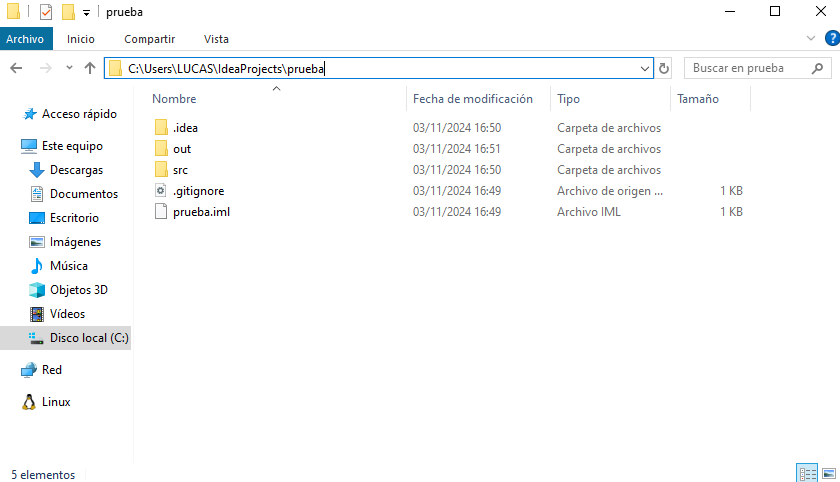 prueba
Archivo Inicio Compartir Vista
C:\Users\LUCAS\IdeaProjects\prueba
Buscar en prueba
Nombre Fecha de modificación Tipo Tamaño
.idea 03/11/2024 16:50 Carpeta de archivos
out 03/11/2024 16:51 Carpeta de archivos
src 03/11/2024 16:50 Carpeta de archivos
.gitignore 03/11/2024 16:49 Archivo de origen ... 1 KB
prueba.iml 03/11/2024 16:49 Archivo IML 1 KB
Acceso rápido
Este equipo
Descargas
Documentos
Escritorio
Imágenes
Música
Objetos 3D
Vídeos
Disco local (C:)
Red
Linux
5 elementos